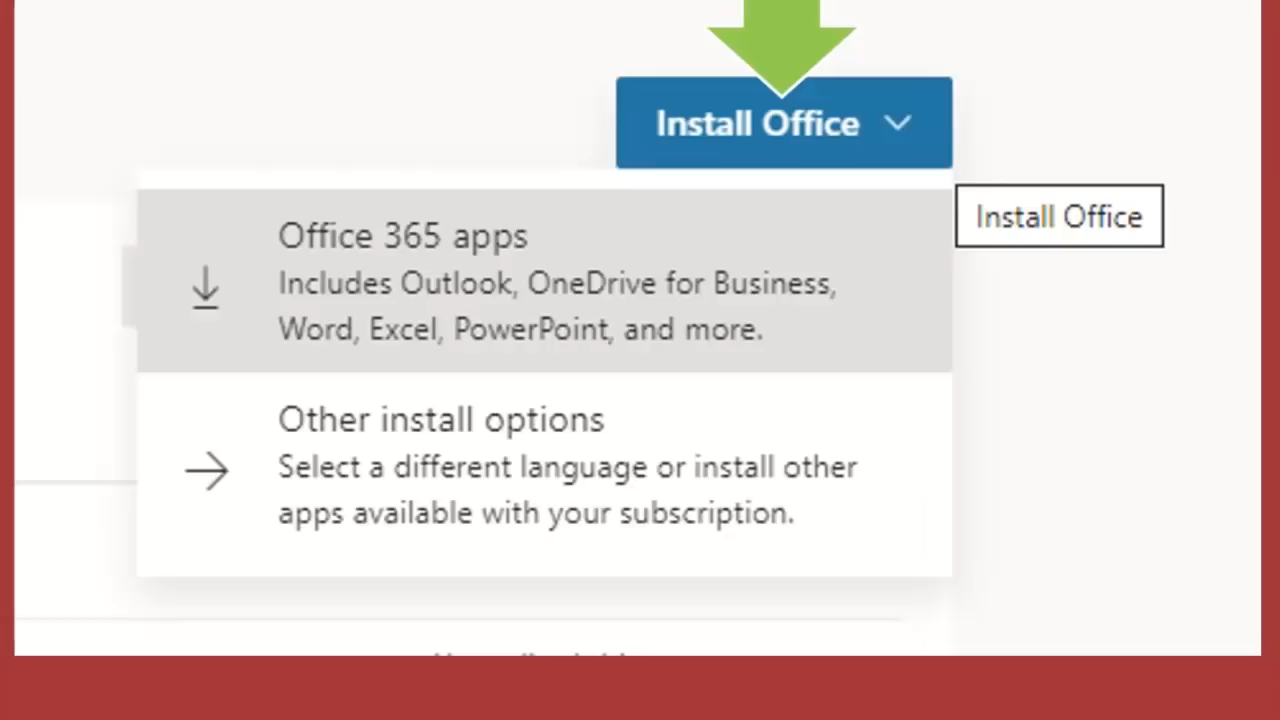 Install Office
Install Office
Office 365 apps
Includes Outlook, OneDrive for Business,
Word, Excel, PowerPoint, and more.
Other install options
Select a different language or install other
apps available with your subscription.